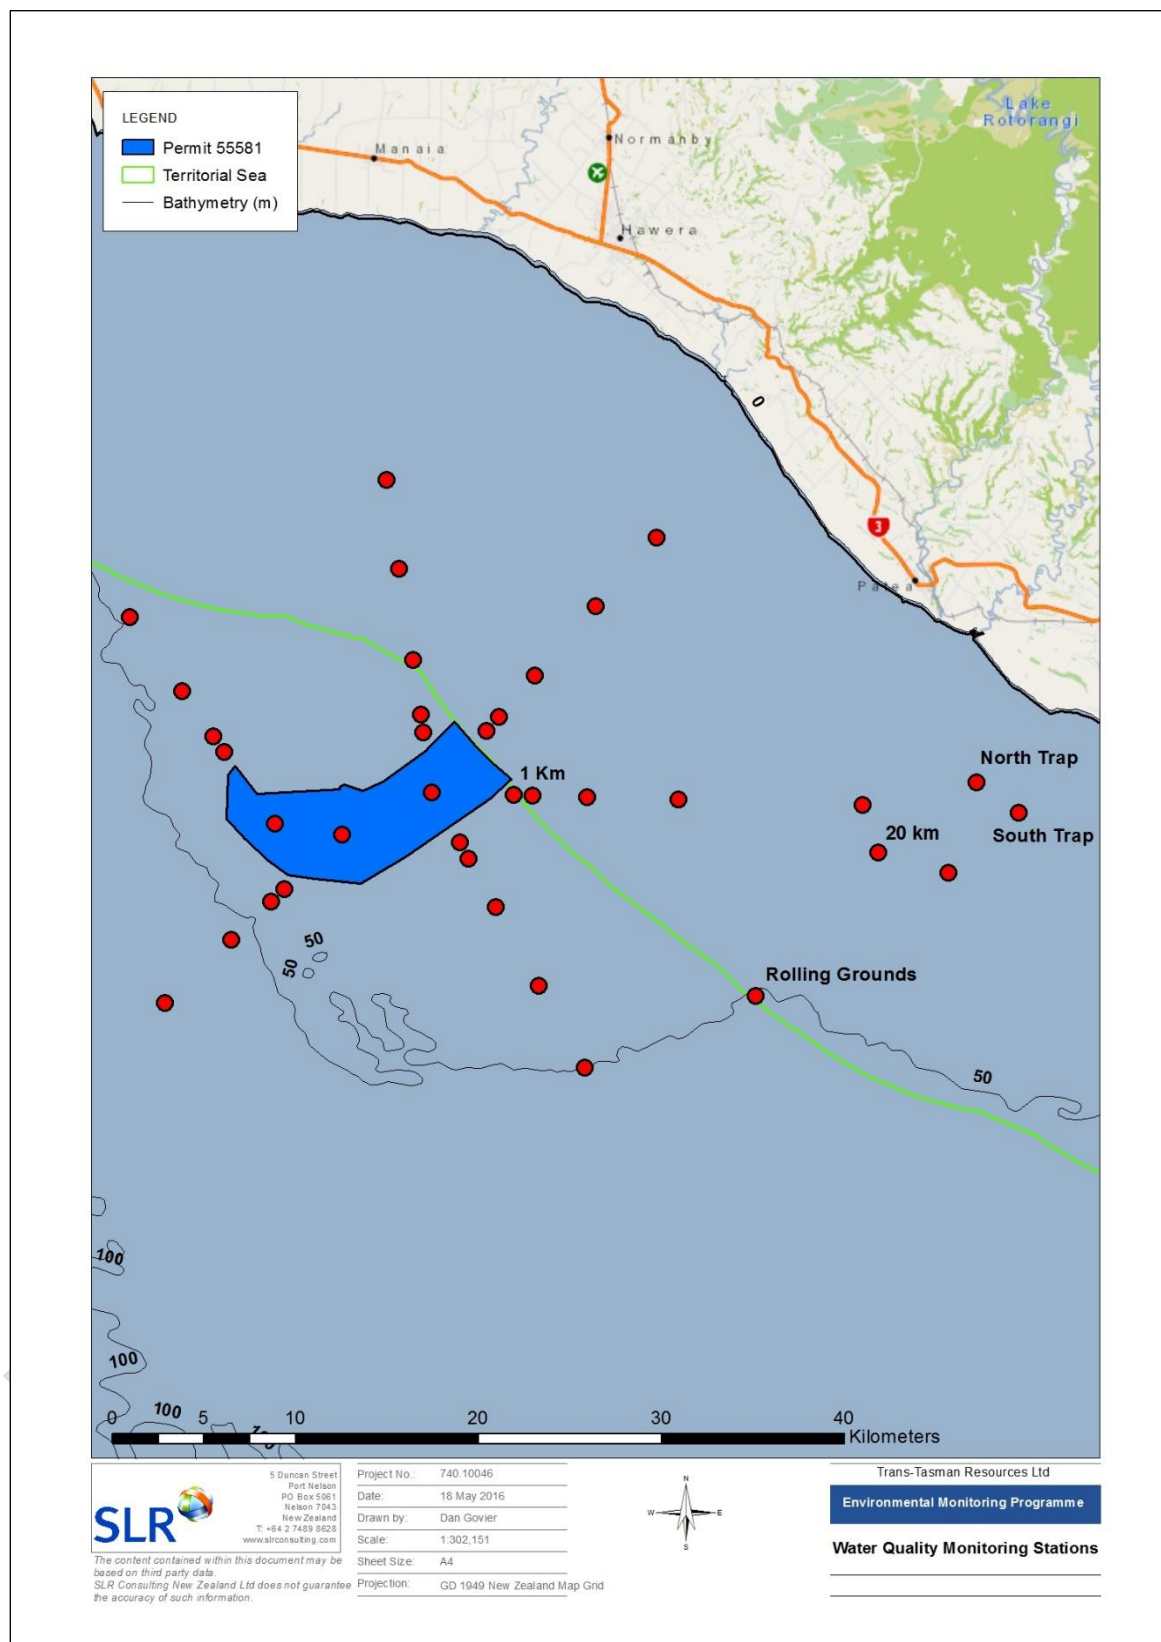 LEGEND
Permit 55581
Territorial Sea
Bathymetry (m)
Lake
Rotorangi
Manaia
Normanby
Hawera
0
3
Patea
1 Km
North Trap
South Trap
20 km
50
50
Rolling Grounds
50
100
100
100
0 5 10 20 30 40
Kilometers
SLR
5 Duncan Street
Port Nelson
PO Box 5061
Nelson 7043
New Zealand
T: +64 2 7489 8628
www.slrconsulting.com
The content contained within this document may be
based on third party data.
SLR Consulting New Zealand Ltd does not guarantee
the accuracy of such information.
Project No.: 740.10046
Date: 18 May 2016
Drawn by: Dan Govier
Scale: 1:302,151
Sheet Size: A4
Projection: GD 1949 New Zealand Map Grid
N
W E
S
Trans-Tasman Resources Ltd
Environmental Monitoring Programme
Water Quality Monitoring Stations